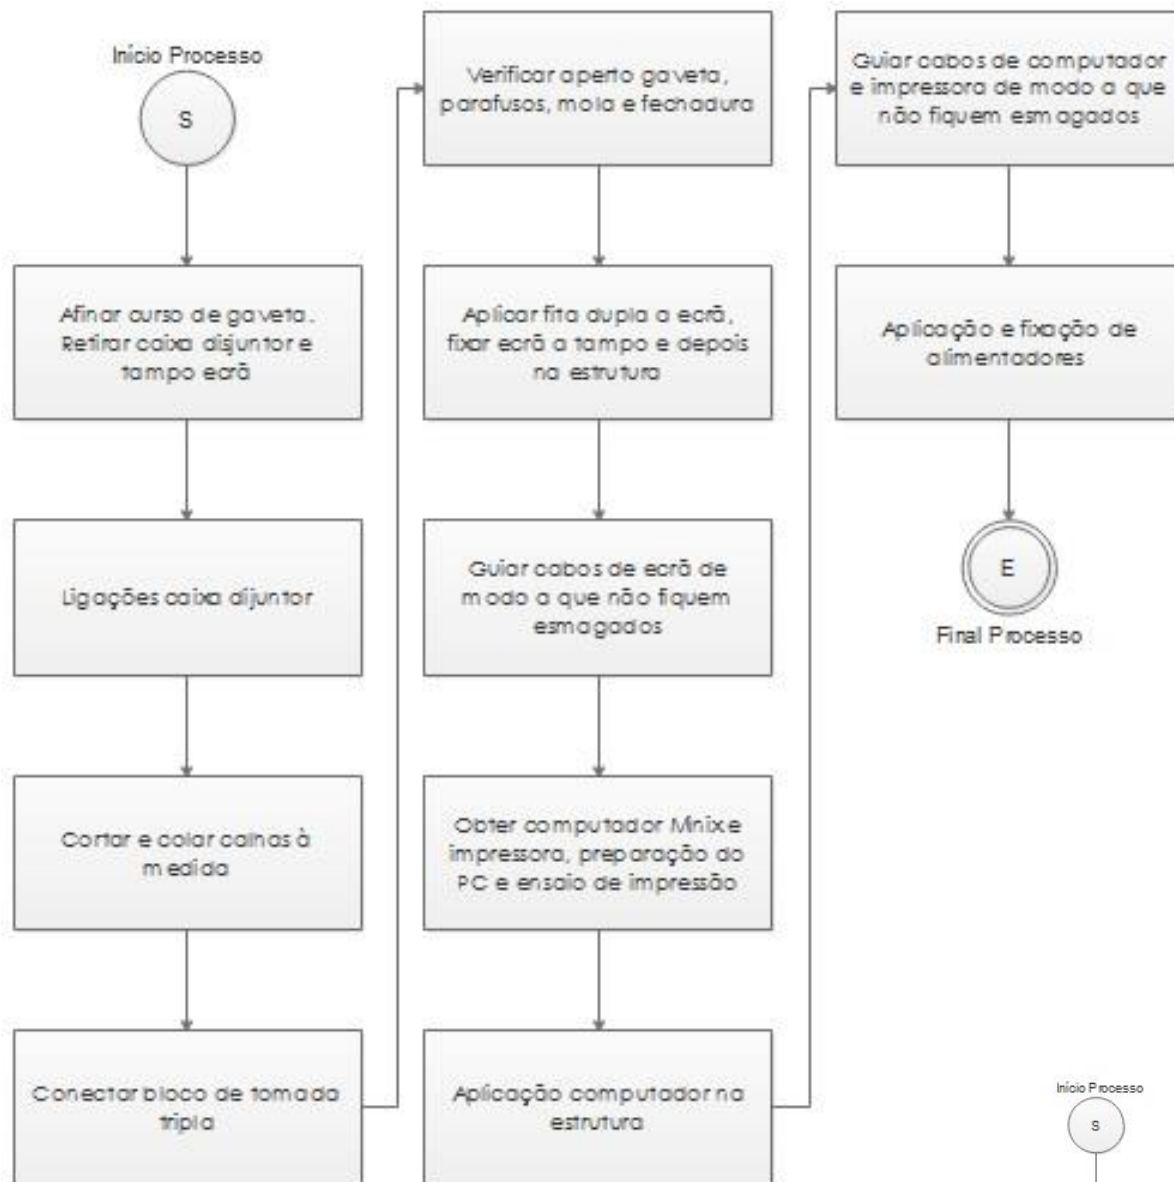 Início Processo
S
Afinar curso de gaveta.
Retirar caixa disjuntor e
tampo ecrã
Ligações caixa dijuntor
Cortar e colar calhas à
medida
Conectar bloco de tomada
tripla
Verificar aperto gaveta,
parafusos, mola e fechadura
Aplicar fita dupla a ecrã,
fixar ecrã a tampo e depois
na estrutura
Guiar cabos de ecrã de
modo a que não fiquem
esmagados
Obter computador Minix e
impressora, preparação do
PC e ensaio de impressão
Aplicação computador na
estrutura
Guiar cabos de computador
e impressora de modo a que
não fiquem esmagados
Aplicação e fixação de
alimentadores
E
Final Processo
Início Processo
S